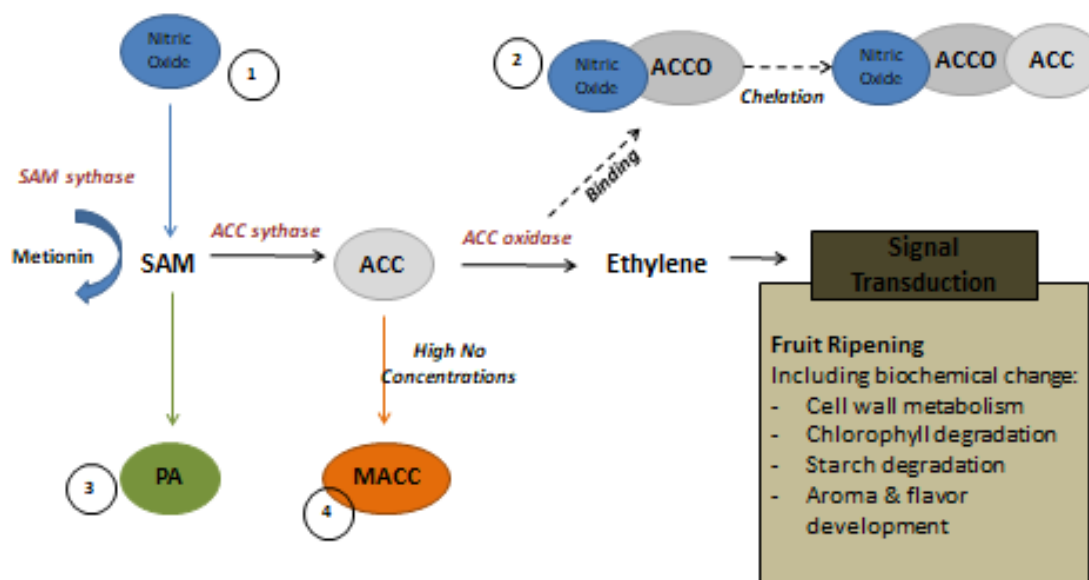 Nitric
Oxide
1
2
Nitric
Oxide
ACCO
Chelation
Nitric
Oxide
ACCO
ACC
Binding
SAM sythase
Metionin
SAM
ACC sythase
ACC
ACC oxidase
Ethylene
Signal
Transduction
High No
Concentrations
3
PA
MACC
4
Fruit Ripening
Including biochemical change:
- Cell wall metabolism
- Chlorophyll degradation
- Starch degradation
- Aroma & flavor
development